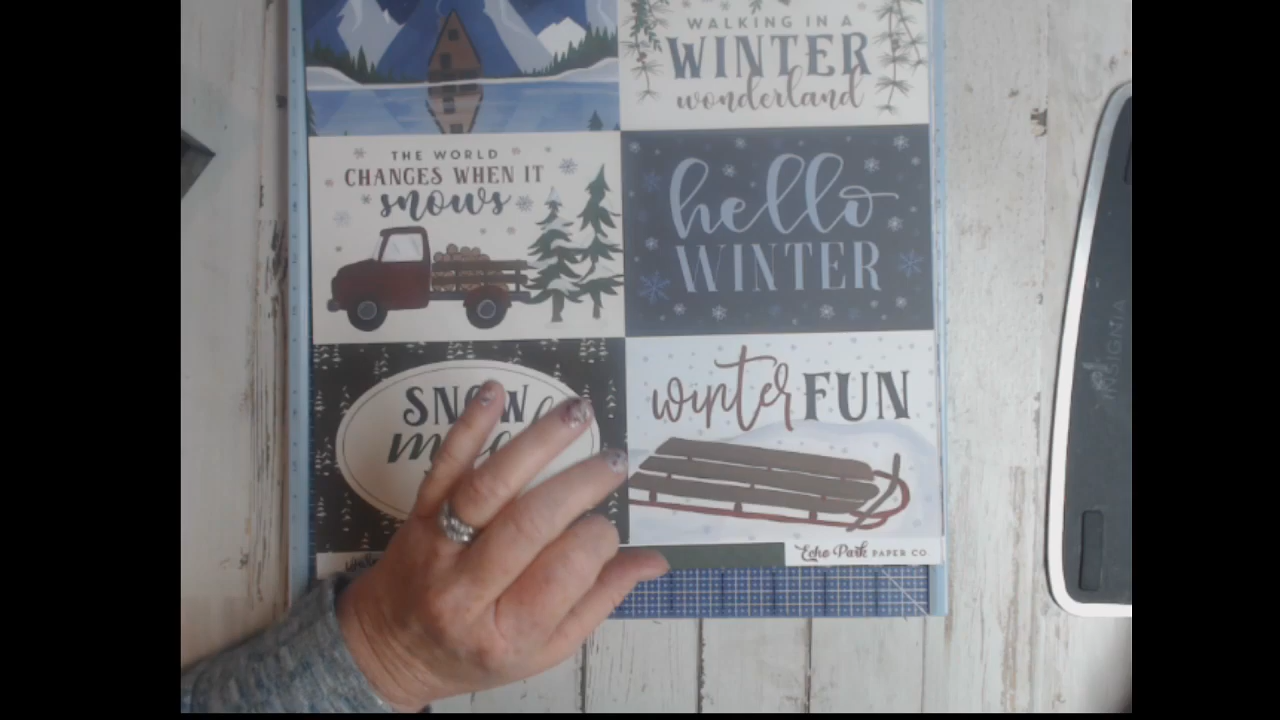 WALKING IN A
WINTER
wonderland
THE WORLD
CHANGES WHEN IT
snows
hello
WINTER
SNOW
winter FUN
Echo Park PAPER CO
INSIGNIA